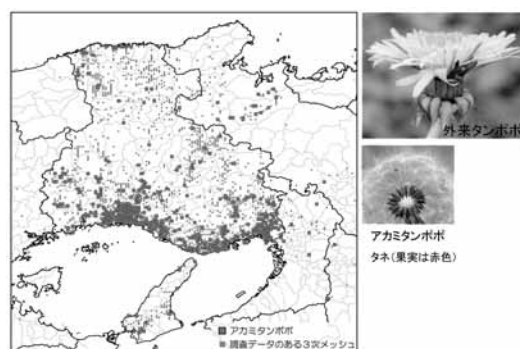 外来タンポポ
アカミタンポポ
タネ(果実は赤色)
アカミタンポポ
調査データのある3次メッシュ